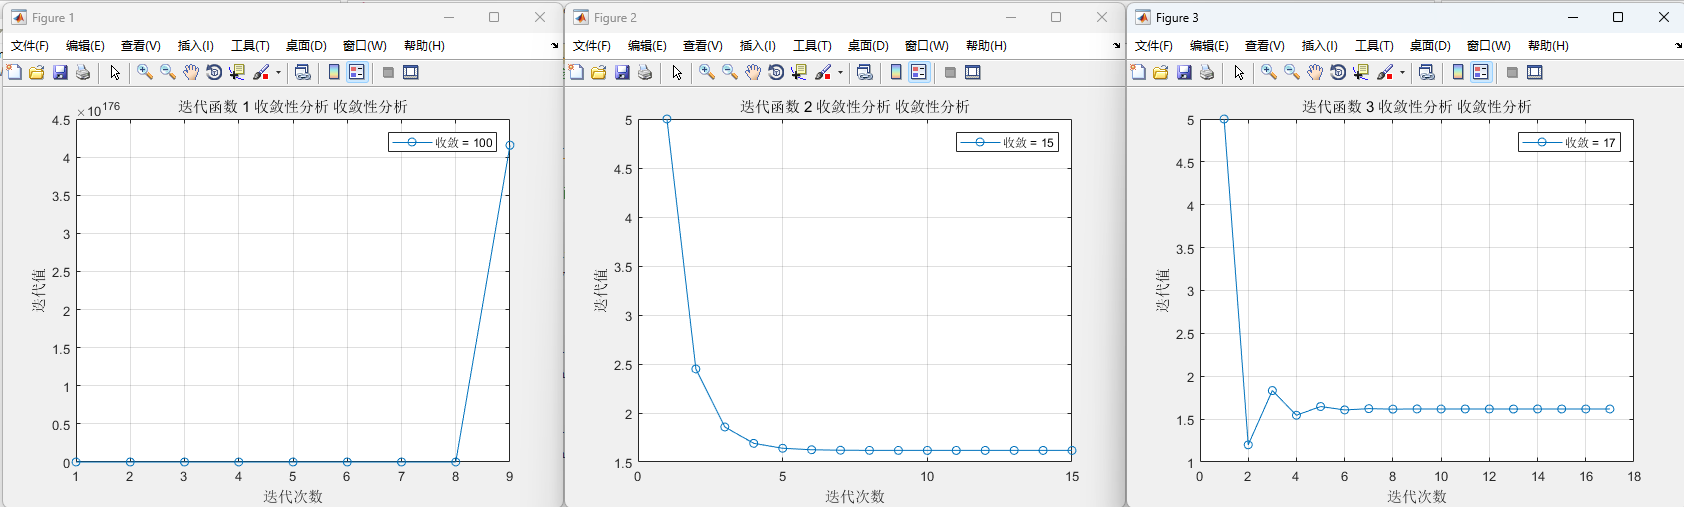 Figure 1
文件(F) 编辑(E) 查看(V) 插入(I) 工具(T) 桌面(D) 窗口(W) 帮助(H)
×10^176
迭代函数 1 收敛性分析 收敛性分析
收敛 = 100
4.5
4
3.5
3
2.5
2
1.5
1
0.5
0
迭代值
1 2 3 4 5 6 7 8 9
迭代次数
Figure 2
文件(F) 编辑(E) 查看(V) 插入(I) 工具(T) 桌面(D) 窗口(W) 帮助(H)
迭代函数 2 收敛性分析 收敛性分析
收敛 = 15
5
4.5
4
3.5
3
2.5
2
1.5
迭代值
0 5 10 15
迭代次数
Figure 3
文件(F) 编辑(E) 查看(V) 插入(I) 工具(T) 桌面(D) 窗口(W) 帮助(H)
迭代函数 3 收敛性分析 收敛性分析
收敛 = 17
5
4.5
4
3.5
3
2.5
2
1.5
1
迭代值
0 2 4 6 8 10 12 14 16 18
迭代次数